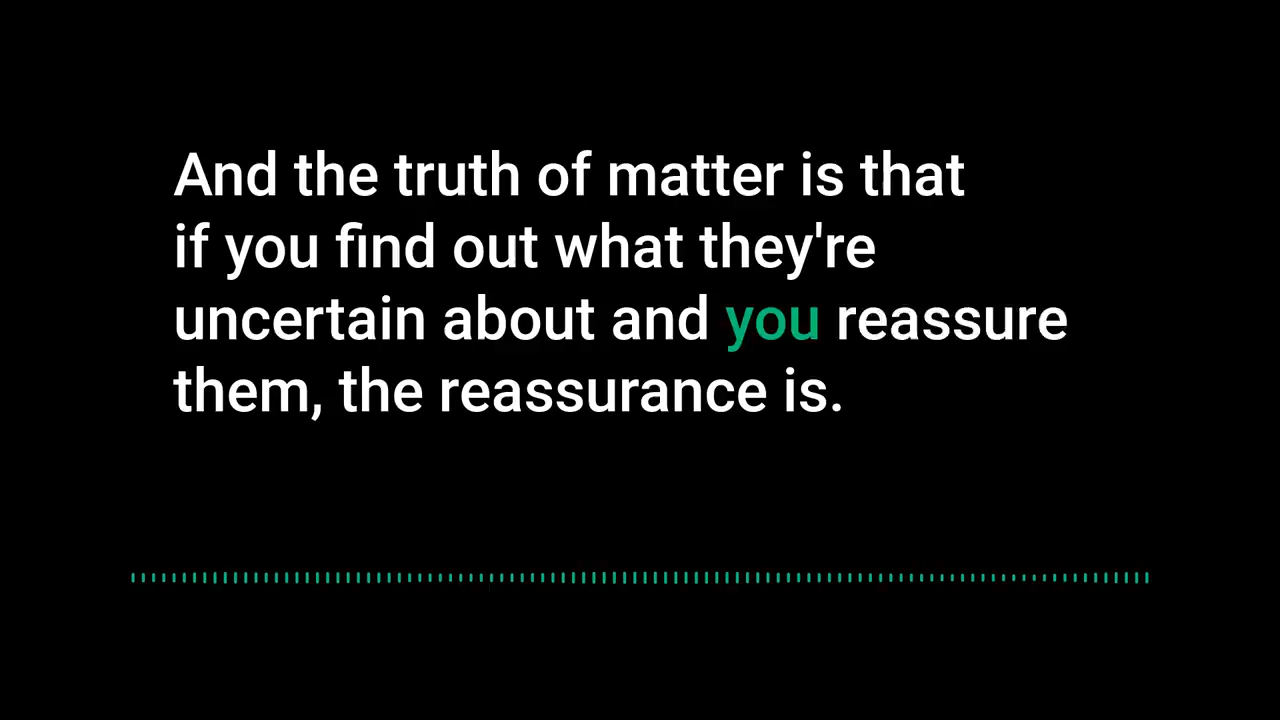 And the truth of matter is that
if you find out what they're
uncertain about and you reassure
them, the reassurance is.